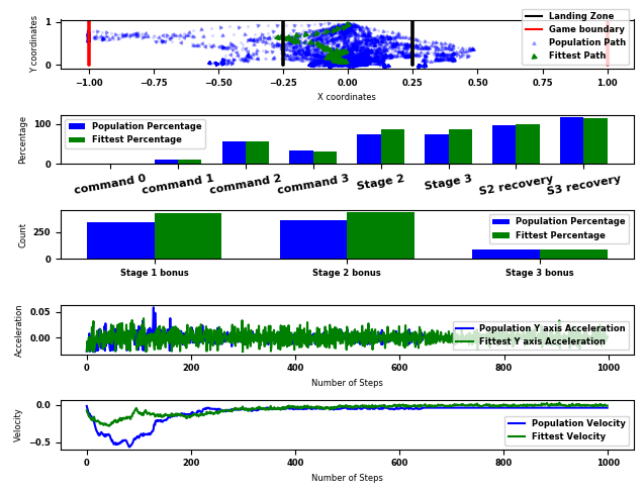 1
0
Y coordinates
Landing Zone
Game boundary
Population Path
Fittest Path
−1.00
−0.75
−0.50
−0.25
0.00
0.25
0.50
0.75
1.00
X coordinates
100
0
Percentage
Population Percentage
Fittest Percentage
command 0
command 1
command 2
command 3
Stage 2
Stage 3
S2 recovery
S3 recovery
250
0
Count
Population Percentage
Fittest Percentage
Stage 1 bonus
Stage 2 bonus
Stage 3 bonus
0.05
0.00
Acceleration
Population Y axis Acceleration
Fittest Y axis Acceleration
0
200
400
600
800
1000
Number of Steps
0.0
−0.5
Velocity
Population Velocity
Fittest Velocity
0
200
400
600
800
1000
Number of Steps